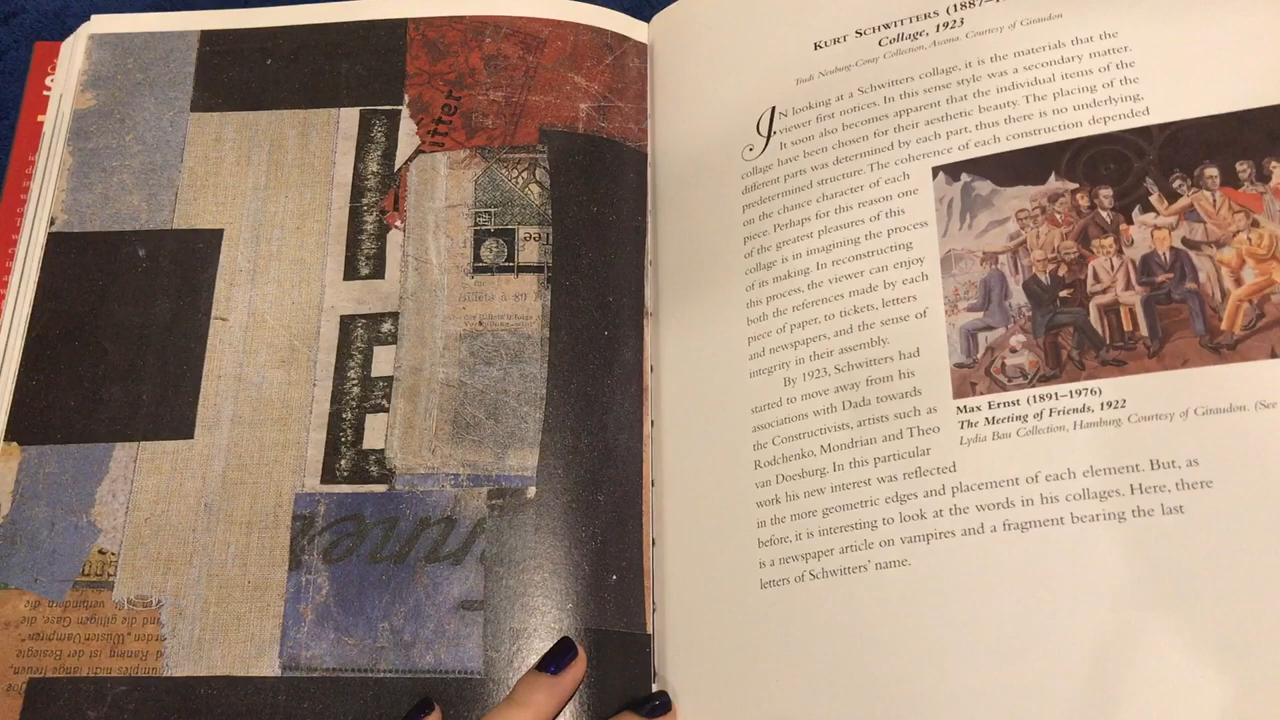 itter
Lee
Billets à 80
KURT SCHWITTERS (1887–1
Collage, 1923
Trudi Neuburg-Coray Collection, Ascona. Courtesy of Giraudon
IN looking at a Schwitters collage, it is the materials that the
viewer first notices. In this sense style was a secondary matter.
It soon also becomes apparent that the individual items of the
collage have been chosen for their aesthetic beauty. The placing of the
different parts was determined by each part, thus there is no underlying,
predetermined structure. The coherence of each construction depended
on the chance character of each
piece. Perhaps for this reason one
of the greatest pleasures of this
collage is in imagining the process
of its making. In reconstructing
this process, the viewer can enjoy
both the references made by each
piece of paper, to tickets, letters
and newspapers, and the sense of
integrity in their assembly.
By 1923, Schwitters had
started to move away from his
associations with Dada towards
the Constructivists, artists such as
Rodchenko, Mondrian and Theo
van Doesburg. In this particular
work his new interest was reflected
in the more geometric edges and placement of each element. But, as
before, it is interesting to look at the words in his collages. Here, there
is a newspaper article on vampires and a fragment bearing the last
letters of Schwitters' name.
Max Ernst (1891–1976)
The Meeting of Friends, 1922
Lydia Bau Collection, Hamburg. Courtesy of Giraudon. (See